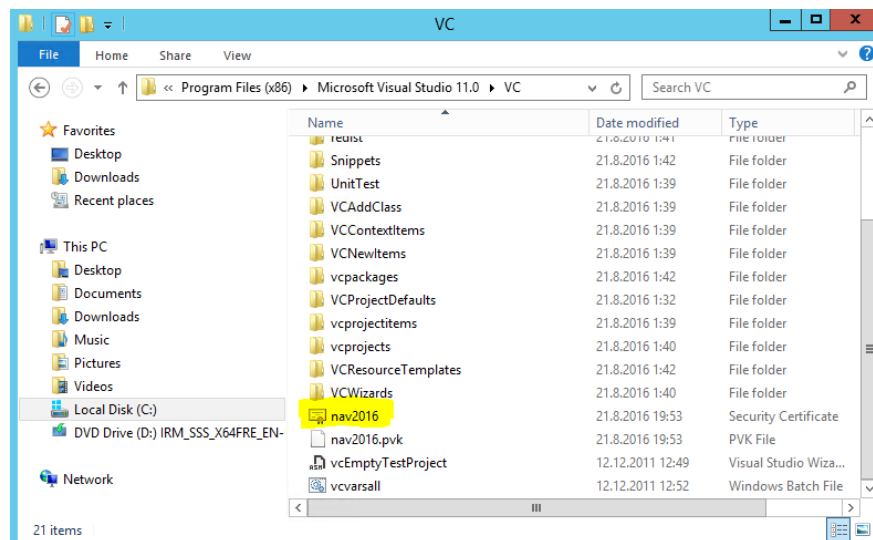 VC
File Home Share View
« Program Files (x86) ▸ Microsoft Visual Studio 11.0 ▸ VC Search VC
Favorites
Desktop
Downloads
Recent places
This PC
Desktop
Documents
Downloads
Music
Pictures
Videos
Local Disk (C:)
DVD Drive (D:) IRM_SSS_X64FRE_EN-
Network
Name Date modified Type
redist 21.8.2016 1:41 File folder
Snippets 21.8.2016 1:42 File folder
UnitTest 21.8.2016 1:39 File folder
VCAddClass 21.8.2016 1:39 File folder
VCContextItems 21.8.2016 1:39 File folder
VCNewItems 21.8.2016 1:39 File folder
vcpackages 21.8.2016 1:42 File folder
VCProjectDefaults 21.8.2016 1:32 File folder
vcprojectitems 21.8.2016 1:39 File folder
vcprojects 21.8.2016 1:40 File folder
VCResourceTemplates 21.8.2016 1:42 File folder
VCWizards 21.8.2016 1:40 File folder
nav2016 21.8.2016 19:53 Security Certificate
nav2016.pvk 21.8.2016 19:53 PVK File
vcEmptyTestProject 12.12.2011 12:49 Visual Studio Wiza...
vcvarsall 12.12.2011 12:52 Windows Batch File
21 items